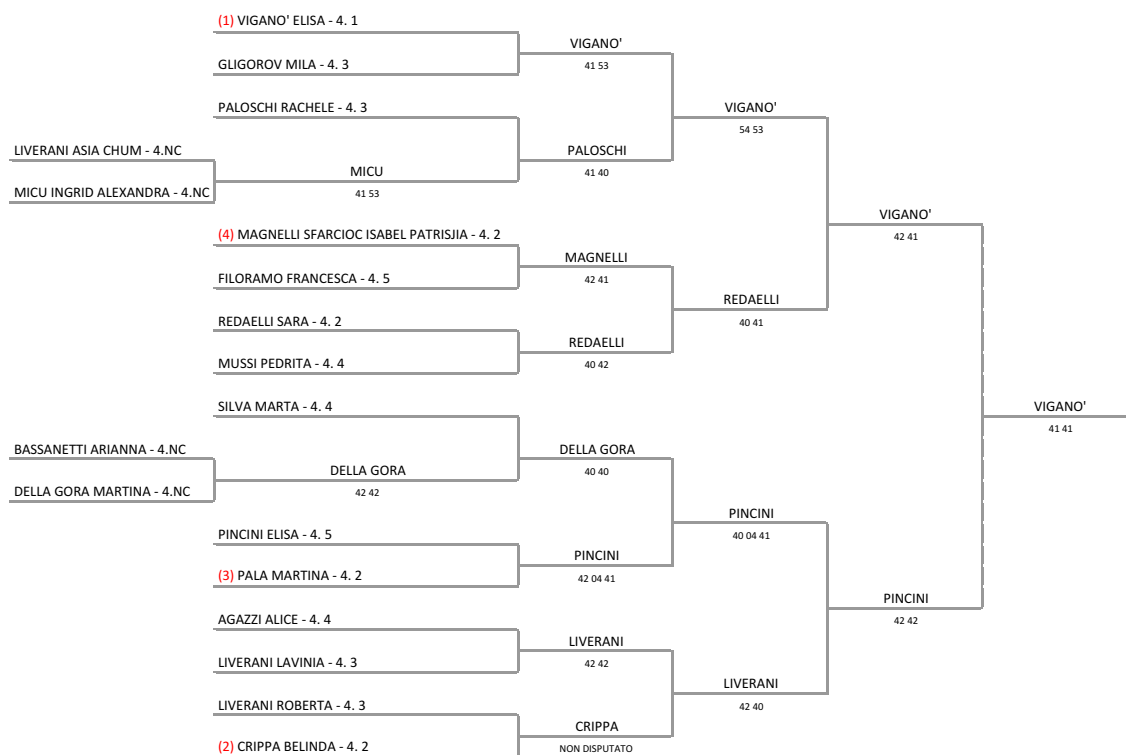 (1) VIGANO' ELISA - 4. 1
VIGANO'
41 53
GLIGOROV MILA - 4. 3
PALOSCHI RACHELE - 4. 3
VIGANO'
54 53
LIVERANI ASIA CHUM - 4.NC
PALOSCHI
41 40
MICU
41 53
MICU INGRID ALEXANDRA - 4.NC
VIGANO'
42 41
(4) MAGNELLI SFARCIOC ISABEL PATRISJIA - 4. 2
MAGNELLI
42 41
FILORAMO FRANCESCA - 4. 5
REDAELLI
40 41
REDAELLI SARA - 4. 2
REDAELLI
40 42
MUSSI PEDRITA - 4. 4
SILVA MARTA - 4. 4
VIGANO'
41 41
BASSANETTI ARIANNA - 4.NC
DELLA GORA
40 40
DELLA GORA
42 42
DELLA GORA MARTINA - 4.NC
PINCINI
40 04 41
PINCINI ELISA - 4. 5
PINCINI
42 04 41
(3) PALA MARTINA - 4. 2
PINCINI
42 42
AGAZZI ALICE - 4. 4
LIVERANI
42 42
LIVERANI LAVINIA - 4. 3
LIVERANI
42 40
LIVERANI ROBERTA - 4. 3
CRIPPA
NON DISPUTATO
(2) CRIPPA BELINDA - 4. 2